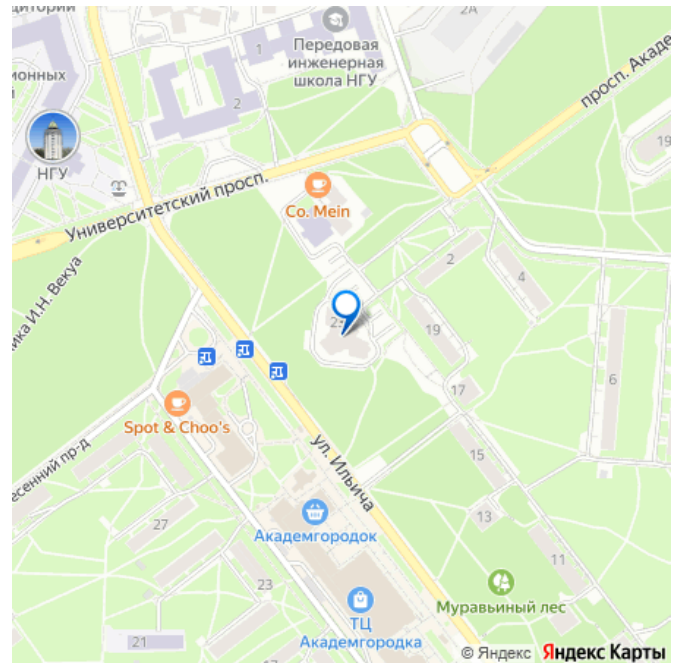 дитории
1
Передовая
инженерная
школа НГУ
2А
ионных
й
просп. Акаде
2
19
НГУ
Университетский просп.
Co. Mein
ика И.Н. Векуа
2
4
23
19
6
17
Spot & Choo's
есенний пр-д
ул. Ильича
15
27
Академгородок
13
11
23
Муравьиный лес
ТЦ
Академгородка
21
© Яндекс Яндекс Карты